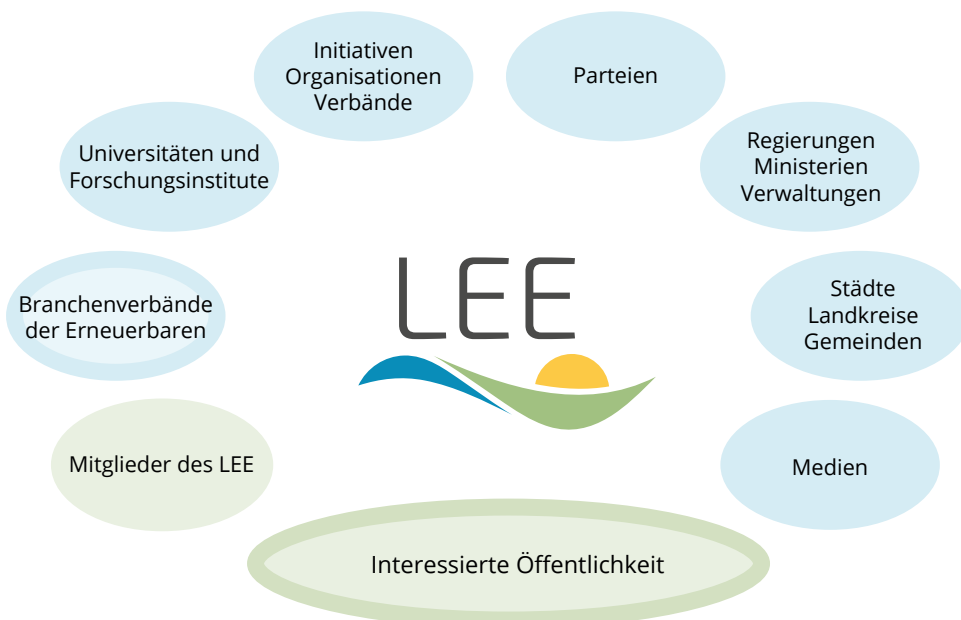 Initiativen
Organisationen
Verbände
Parteien
Universitäten und
Forschungsinstitute
Regierungen
Ministerien
Verwaltungen
LEE
Branchenverbände
der Erneuerbaren
Städte
Landkreise
Gemeinden
Mitglieder des LEE
Medien
Interessierte Öffentlichkeit